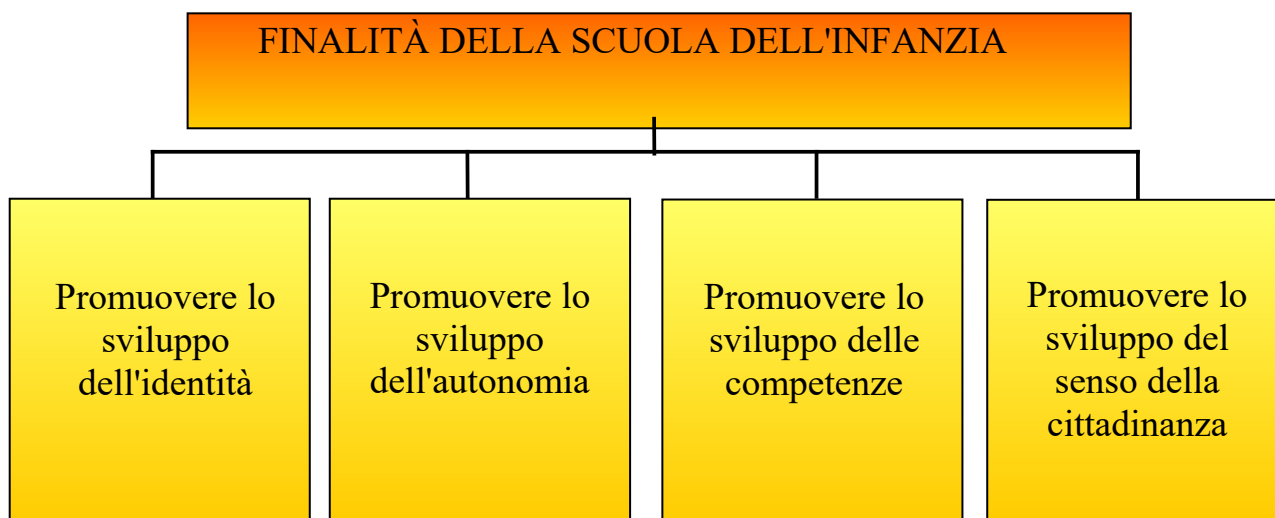 FINALITÀ DELLA SCUOLA DELL'INFANZIA
Promuovere lo
sviluppo
dell'identità
Promuovere lo
sviluppo
dell'autonomia
Promuovere lo
sviluppo delle
competenze
Promuovere lo
sviluppo del
senso della
cittadinanza